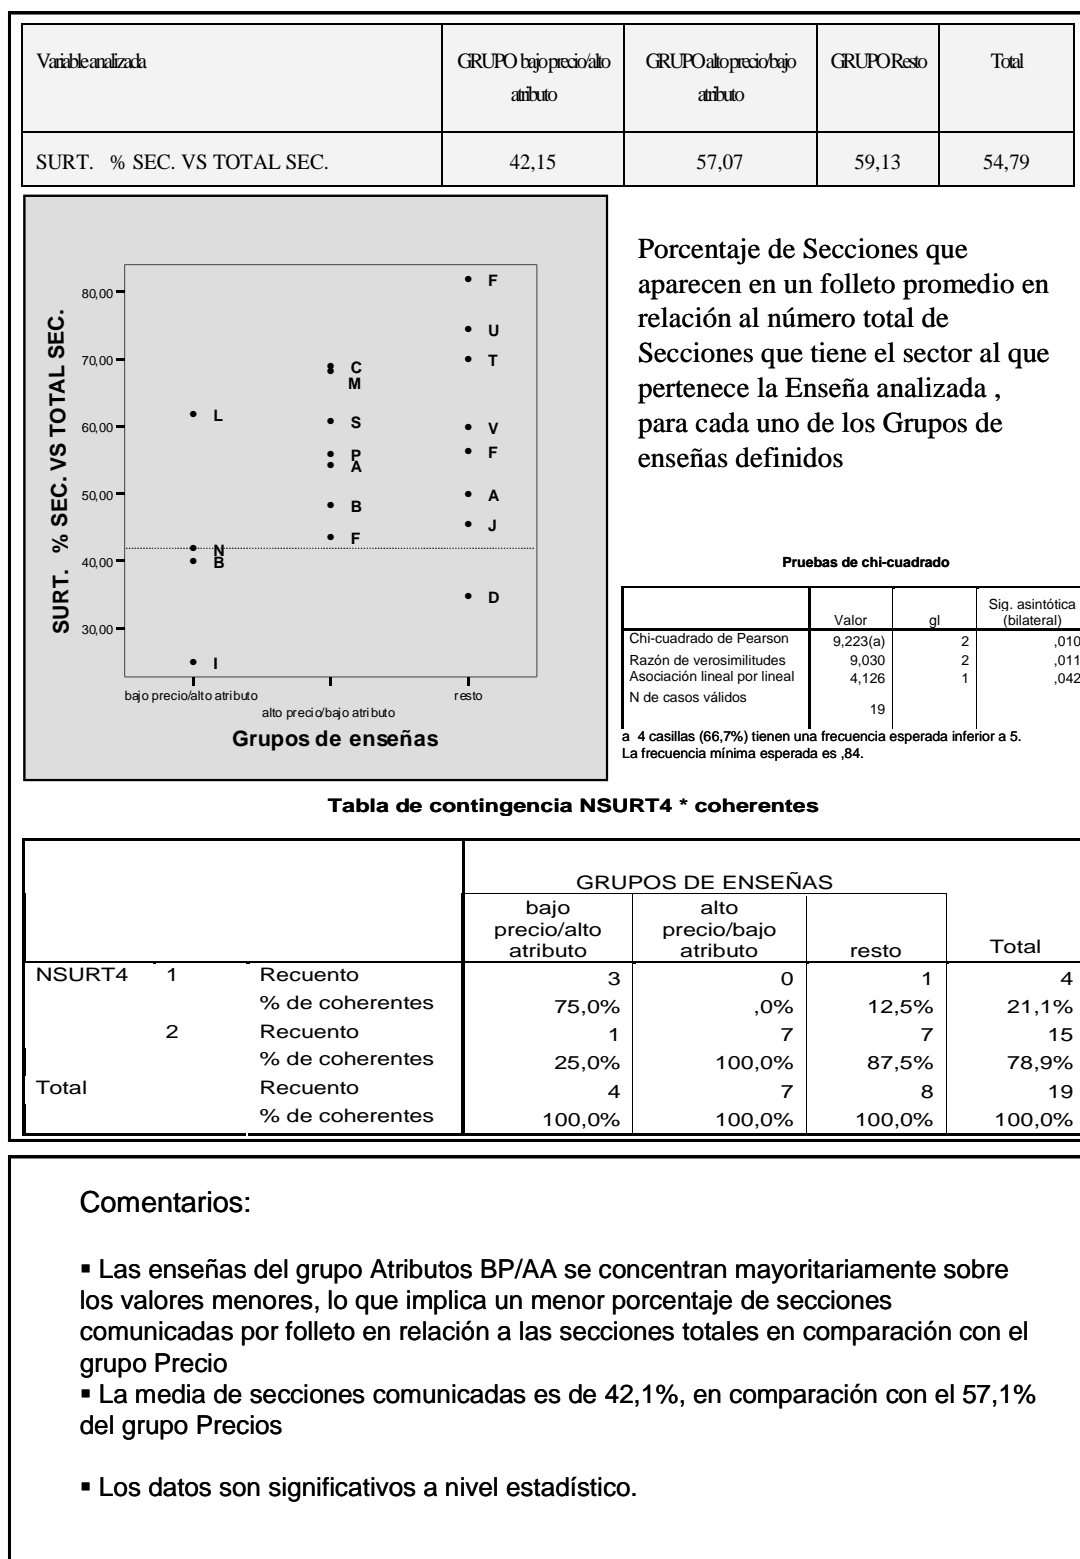 Variable analizada
GRUPO bajo precio/alto atributo
GRUPO alto precio/bajo atributo
GRUPO Resto
Total
SURT. % SEC. VS TOTAL SEC.
42,15
57,07
59,13
54,79
SURT. % SEC. VS TOTAL SEC.
80,00
70,00
60,00
50,00
40,00
30,00
L
N
B
I
C
M
S
P
A
B
F
F
U
T
V
F
A
J
D
bajo precio/alto atributo
alto precio/bajo atributo
resto
Grupos de enseñas
Porcentaje de Secciones que
aparecen en un folleto promedio en
relación al número total de
Secciones que tiene el sector al que
pertenece la Enseña analizada ,
para cada uno de los Grupos de
enseñas definidos
Pruebas de chi-cuadrado
Valor
gl
Sig. asintótica
(bilateral)
Chi-cuadrado de Pearson 9,223(a) 2 ,010
Razón de verosimilitudes 9,030 2 ,011
Asociación lineal por lineal 4,126 1 ,042
N de casos válidos
19
a 4 casillas (66,7%) tienen una frecuencia esperada inferior a 5.
La frecuencia mínima esperada es ,84.
Tabla de contingencia NSURT4 * coherentes
GRUPOS DE ENSEÑAS
bajo
precio/alto
atributo
alto
precio/bajo
atributo
resto
Total
NSURT4 1 Recuento 3 0 1 4
% de coherentes 75,0% ,0% 12,5% 21,1%
2 Recuento 1 7 7 15
% de coherentes 25,0% 100,0% 87,5% 78,9%
Total Recuento 4 7 8 19
% de coherentes 100,0% 100,0% 100,0% 100,0%
Comentarios:
▪ Las enseñas del grupo Atributos BP/AA se concentran mayoritariamente sobre
los valores menores, lo que implica un menor porcentaje de secciones
comunicadas por folleto en relación a las secciones totales en comparación con el
grupo Precio
▪ La media de secciones comunicadas es de 42,1%, en comparación con el 57,1%
del grupo Precios
▪ Los datos son significativos a nivel estadístico.